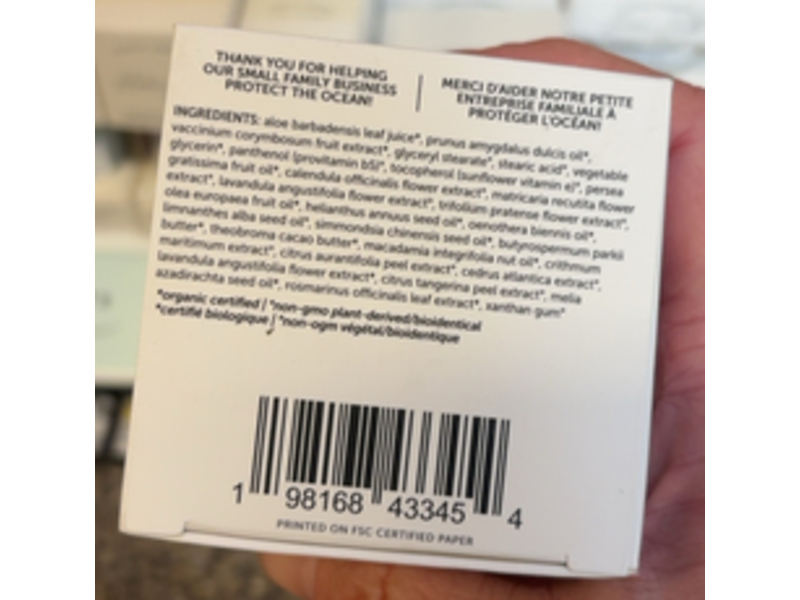 THANK YOU FOR HELPING
OUR SMALL FAMILY BUSINESS
PROTECT THE OCEAN!
MERCI D'AIDER NOTRE PETITE
ENTREPRISE FAMILIALE À
PROTÉGER L'OCÉAN!
INGREDIENTS: aloe barbadensis leaf juice*, prunus amygdalus dulcis oil*,
vaccinium corymbosum fruit extract*, glyceryl stearate°, stearic acid°, vegetable
glycerin*, panthenol (provitamin b5)°, tocopherol (sunflower vitamin e)°, persea
gratissima fruit oil*, calendula officinalis flower extract*, matricaria recutita flower
extract*, lavandula angustifolia flower extract*, trifolium pratense flower extract*,
olea europaea fruit oil*, helianthus annuus seed oil*, oenothera biennis oil*,
limnanthes alba seed oil*, simmondsia chinensis seed oil*, butyrospermum parkii
butter*, theobroma cacao butter*, macadamia integrifolia nut oil*, crithmum
maritimum extract*, citrus aurantifolia peel extract*, cedrus atlantica extract*,
lavandula angustifolia flower extract*, citrus tangerina peel extract*, melia
azadirachta seed oil*, rosmarinus officinalis leaf extract*, xanthan gum°
*organic certified | °non-gmo plant-derived/bioidentical
*certifié biologique | °non-ogm végétal/bioidentique
1 98168 43345 4
PRINTED ON FSC CERTIFIED PAPER